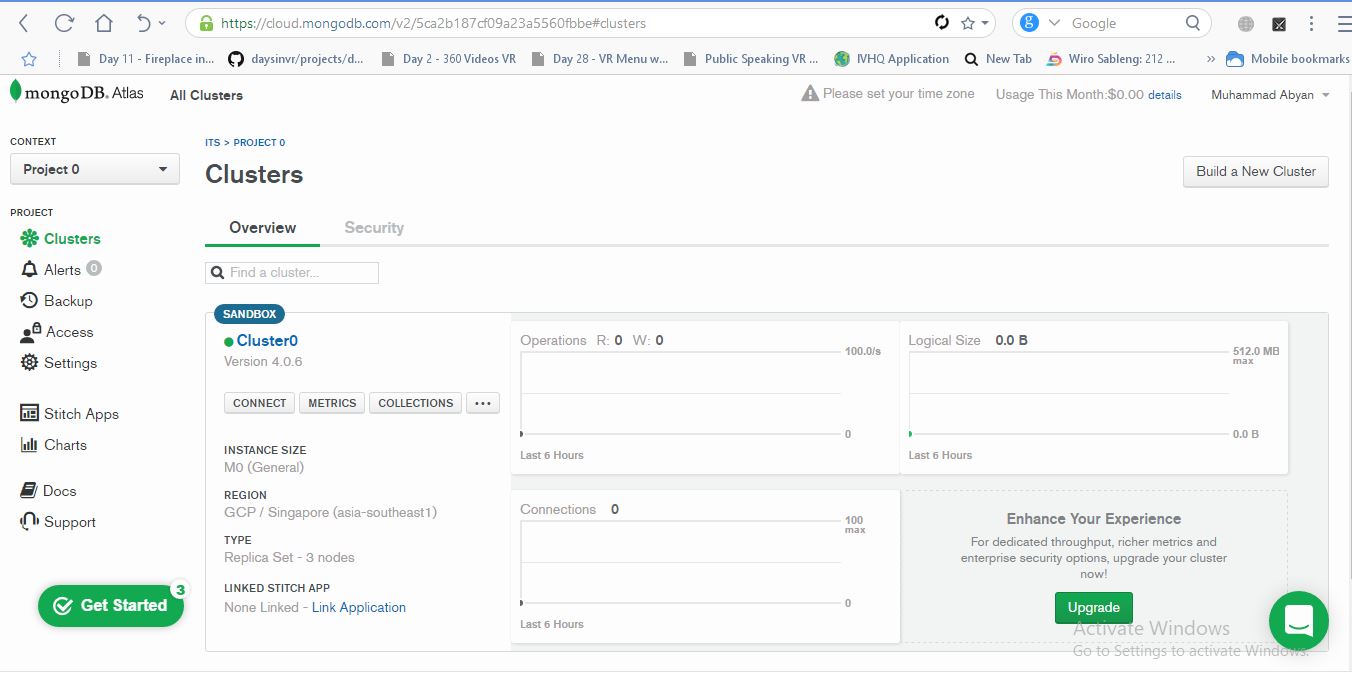 https://cloud.mongodb.com/v2/5ca2b187cf09a23a5560fbbe#clusters
g Google
Day 11 - Fireplace in... daysinvr/projects/d... Day 2 - 360 Videos VR Day 28 - VR Menu w... Public Speaking VR ... IVHQ Application New Tab Wiro Sableng: 212 ... » Mobile bookmarks
mongoDB. Atlas All Clusters Please set your time zone Usage This Month:$0.00 details Muhammad Abyan
CONTEXT
Project 0
PROJECT
Clusters
Alerts 0
Backup
Access
Settings
Stitch Apps
Charts
Docs
Support
Get Started 3
ITS > PROJECT 0
Clusters
Build a New Cluster
Overview Security
Find a cluster...
SANDBOX
Cluster0
Version 4.0.6
CONNECT METRICS COLLECTIONS ...
INSTANCE SIZE
M0 (General)
REGION
GCP / Singapore (asia-southeast1)
TYPE
Replica Set - 3 nodes
LINKED STITCH APP
None Linked - Link Application
Operations R: 0 W: 0
100.0/s
0
Last 6 Hours
Logical Size 0.0 B
512.0 MB
max
0.0 B
Last 6 Hours
Connections 0
100
max
0
Last 6 Hours
Enhance Your Experience
For dedicated throughput, richer metrics and
enterprise security options, upgrade your cluster
now!
Upgrade
Activate Windows
Go to Settings to activate Windows.